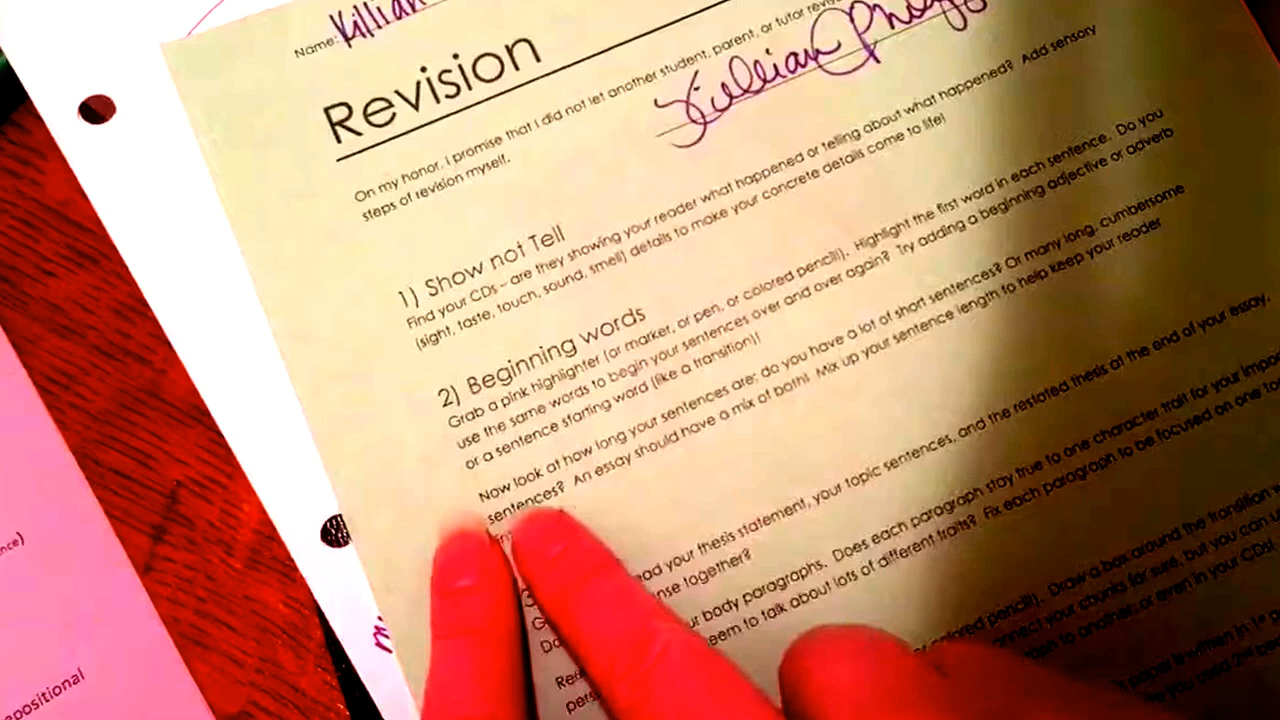 Name: Killian
Revision
On my honor, I promise that I did not let another student, parent, or tutor
steps of revision myself.
Killian
1) Show not Tell
Find your CDs – are they showing your reader what happened or telling about what happened? Add sensory
(sight, taste, touch, sound, smell) details to make your concrete details come to life!
2) Beginning words
Grab a pink highlighter (or marker, or pen, or colored pencil!). Highlight the first word in each sentence. Do you
use the same words to begin your sentences over and over again? Try adding a beginning adjective or adverb
or a sentence starting word (like a transition)!
Now look at how long your sentences are; do you have a lot of short sentences? Or many long, cumbersome
sentences? An essay should have a mix of both! Mix up your sentence length to help keep your reader
your thesis statement, your topic sentences, and the restated thesis at the end of your essay.
together?
body paragraphs. Does each paragraph stay true to one character trait for your
to talk about lots of different traits? Fix each paragraph to be focused on one
pencil!). Draw a box around the transition
your chunks for sure, but you can
to another, or even in your CDs!
paper is written in 1st
you used 2nd